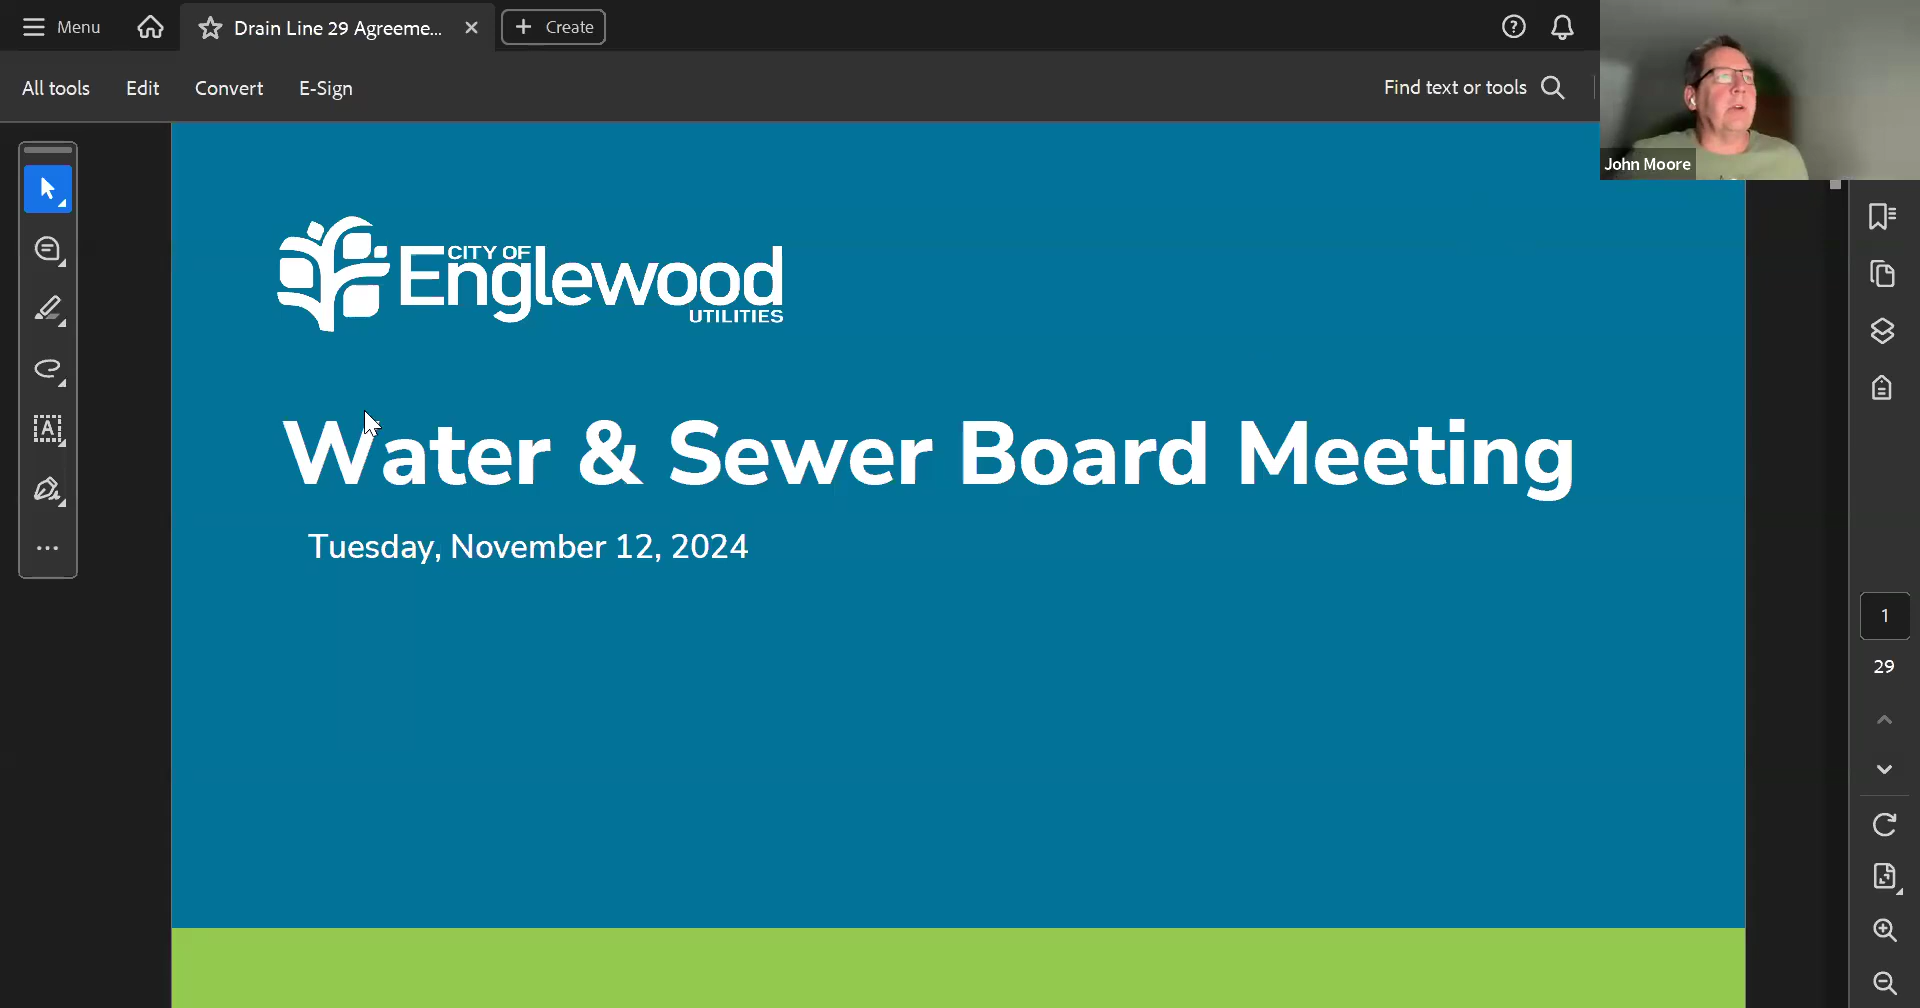 Menu
Drain Line 29 Agreeme...
Create
All tools
Edit
Convert
E-Sign
Find text or tools
John Moore
CITY OF
Englewood
UTILITIES
Water & Sewer Board Meeting
Tuesday, November 12, 2024
1
29